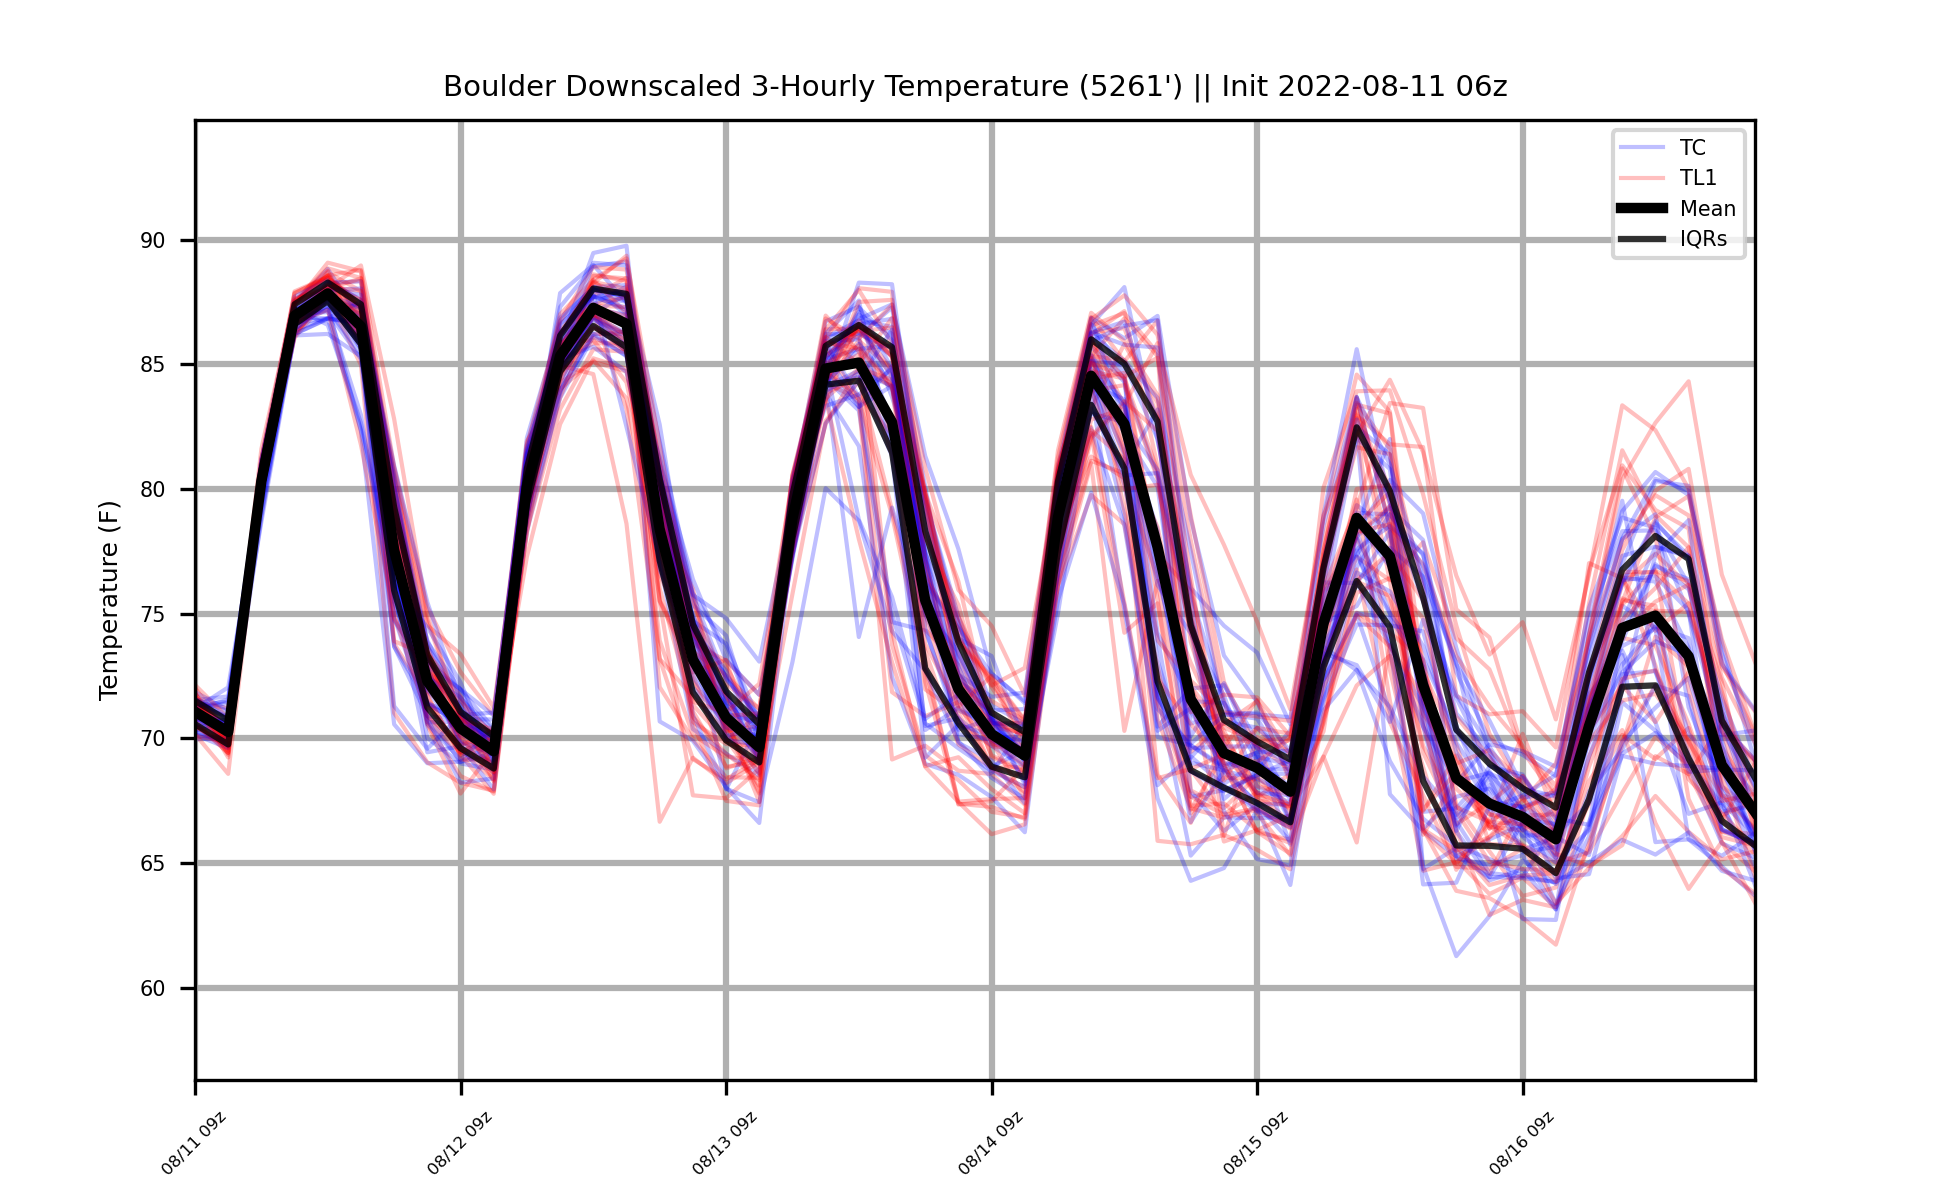 Boulder Downscaled 3-Hourly Temperature (5261') || Init 2022-08-11 06z
TC
TL1
Mean
IQRs
Temperature (F)
90
85
80
75
70
65
60
08/11 09z
08/12 09z
08/13 09z
08/14 09z
08/15 09z
08/16 09z